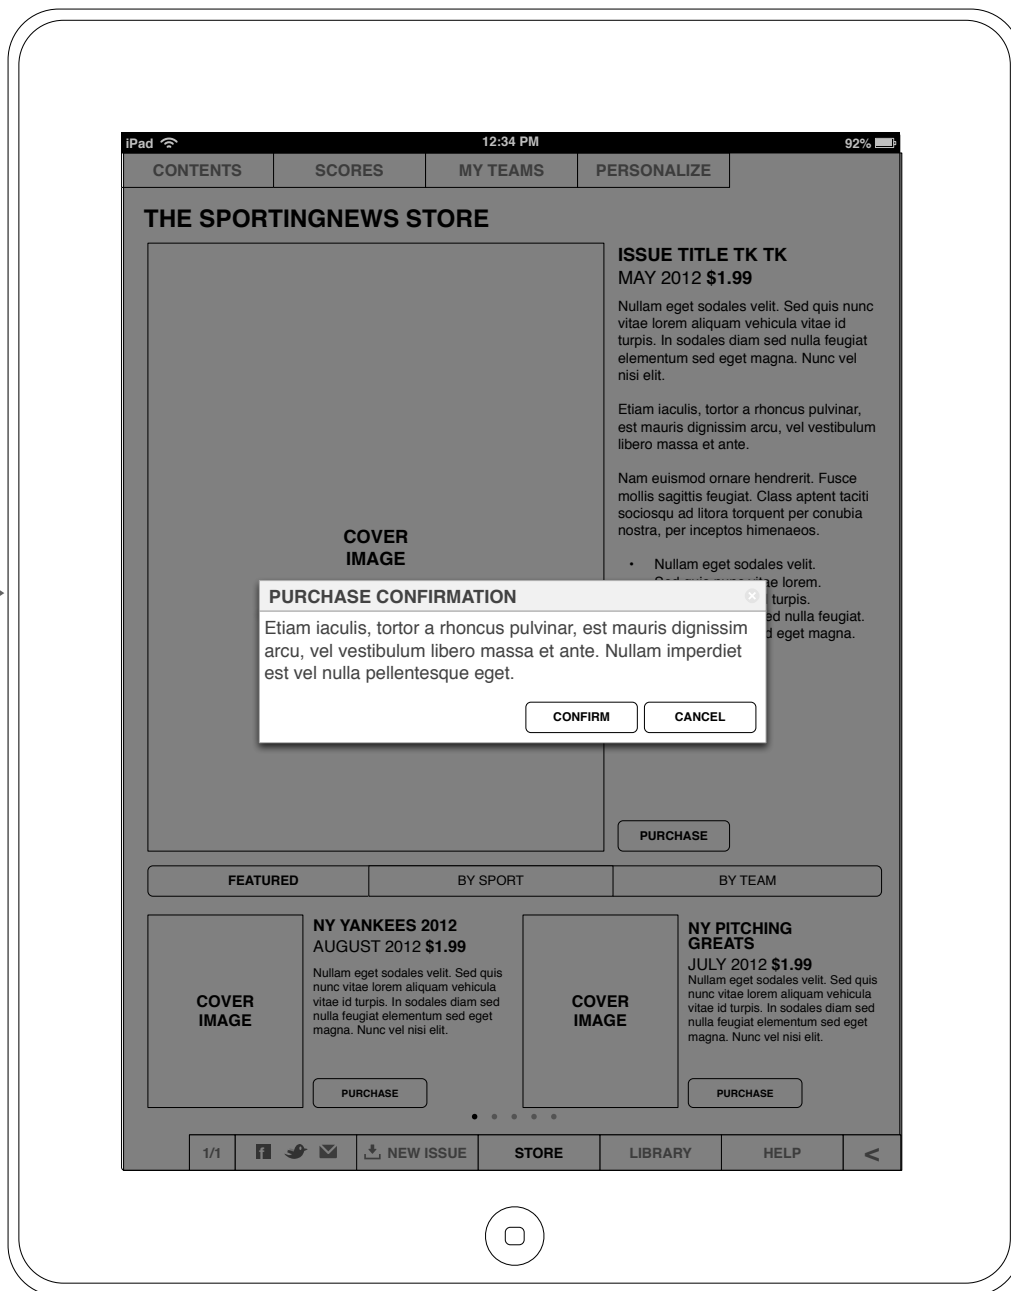 iPad 12:34 PM 92%
CONTENTS SCORES MY TEAMS PERSONALIZE
THE SPORTINGNEWS STORE
COVER
IMAGE
ISSUE TITLE TK TK
MAY 2012 $1.99
Nullam eget sodales velit. Sed quis nunc
vitae lorem aliquam vehicula vitae id
turpis. In sodales diam sed nulla feugiat
elementum sed eget magna. Nunc vel
nisi elit.
Etiam iaculis, tortor a rhoncus pulvinar,
est mauris dignissim arcu, vel vestibulum
libero massa et ante.
Nam euismod ornare hendrerit. Fusce
mollis sagittis feugiat. Class aptent taciti
sociosqu ad litora torquent per conubia
nostra, per inceptos himenaeos.
• Nullam eget sodales velit.
lorem.
turpis.
nulla feugiat.
eget magna.
PURCHASE CONFIRMATION
Etiam iaculis, tortor a rhoncus pulvinar, est mauris dignissim
arcu, vel vestibulum libero massa et ante. Nullam imperdiet
est vel nulla pellentesque eget.
CONFIRM CANCEL
PURCHASE
FEATURED BY SPORT BY TEAM
COVER
IMAGE
NY YANKEES 2012
AUGUST 2012 $1.99
Nullam eget sodales velit. Sed quis
nunc vitae lorem aliquam vehicula
vitae id turpis. In sodales diam sed
nulla feugiat elementum sed eget
magna. Nunc vel nisi elit.
PURCHASE
COVER
IMAGE
NY PITCHING
GREATS
JULY 2012 $1.99
Nullam eget sodales velit. Sed quis
nunc vitae lorem aliquam vehicula
vitae id turpis. In sodales diam sed
nulla feugiat elementum sed eget
magna. Nunc vel nisi elit.
PURCHASE
1/1 f NEW ISSUE STORE LIBRARY HELP <